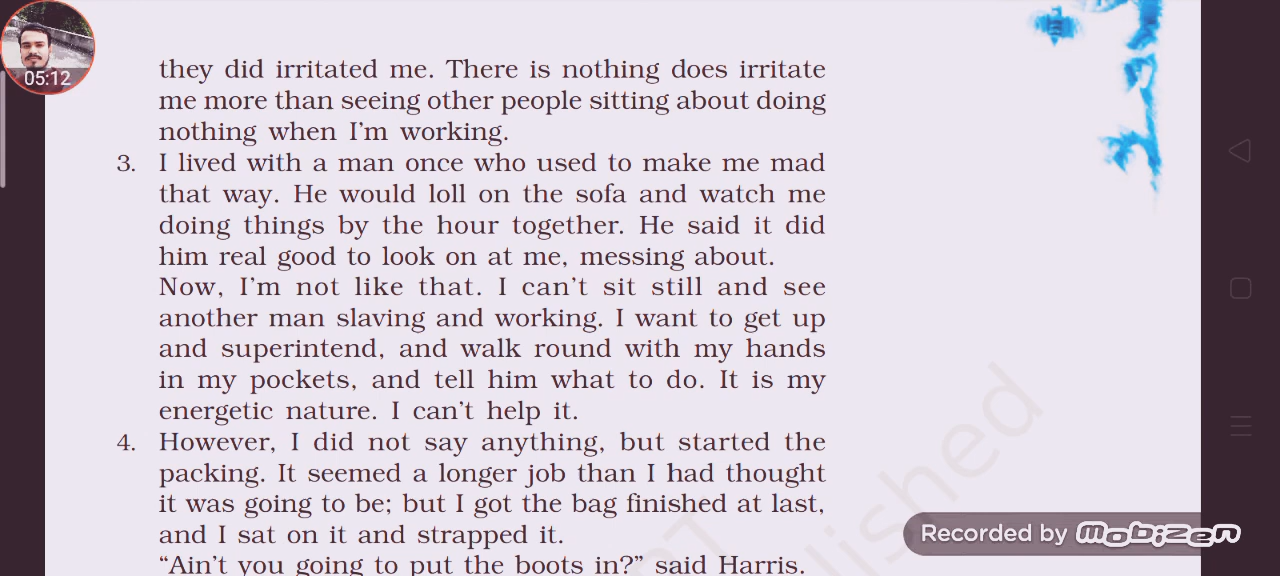 05:12
they did irritated me. There is nothing does irritate
me more than seeing other people sitting about doing
nothing when I'm working.
3. I lived with a man once who used to make me mad
that way. He would loll on the sofa and watch me
doing things by the hour together. He said it did
him real good to look on at me, messing about.
Now, I'm not like that. I can't sit still and see
another man slaving and working. I want to get up
and superintend, and walk round with my hands
in my pockets, and tell him what to do. It is my
energetic nature. I can't help it.
4. However, I did not say anything, but started the
packing. It seemed a longer job than I had thought
it was going to be; but I got the bag finished at last,
and I sat on it and strapped it.
“Ain't you going to put the boots in?” said Harris.
Recorded by mobizen